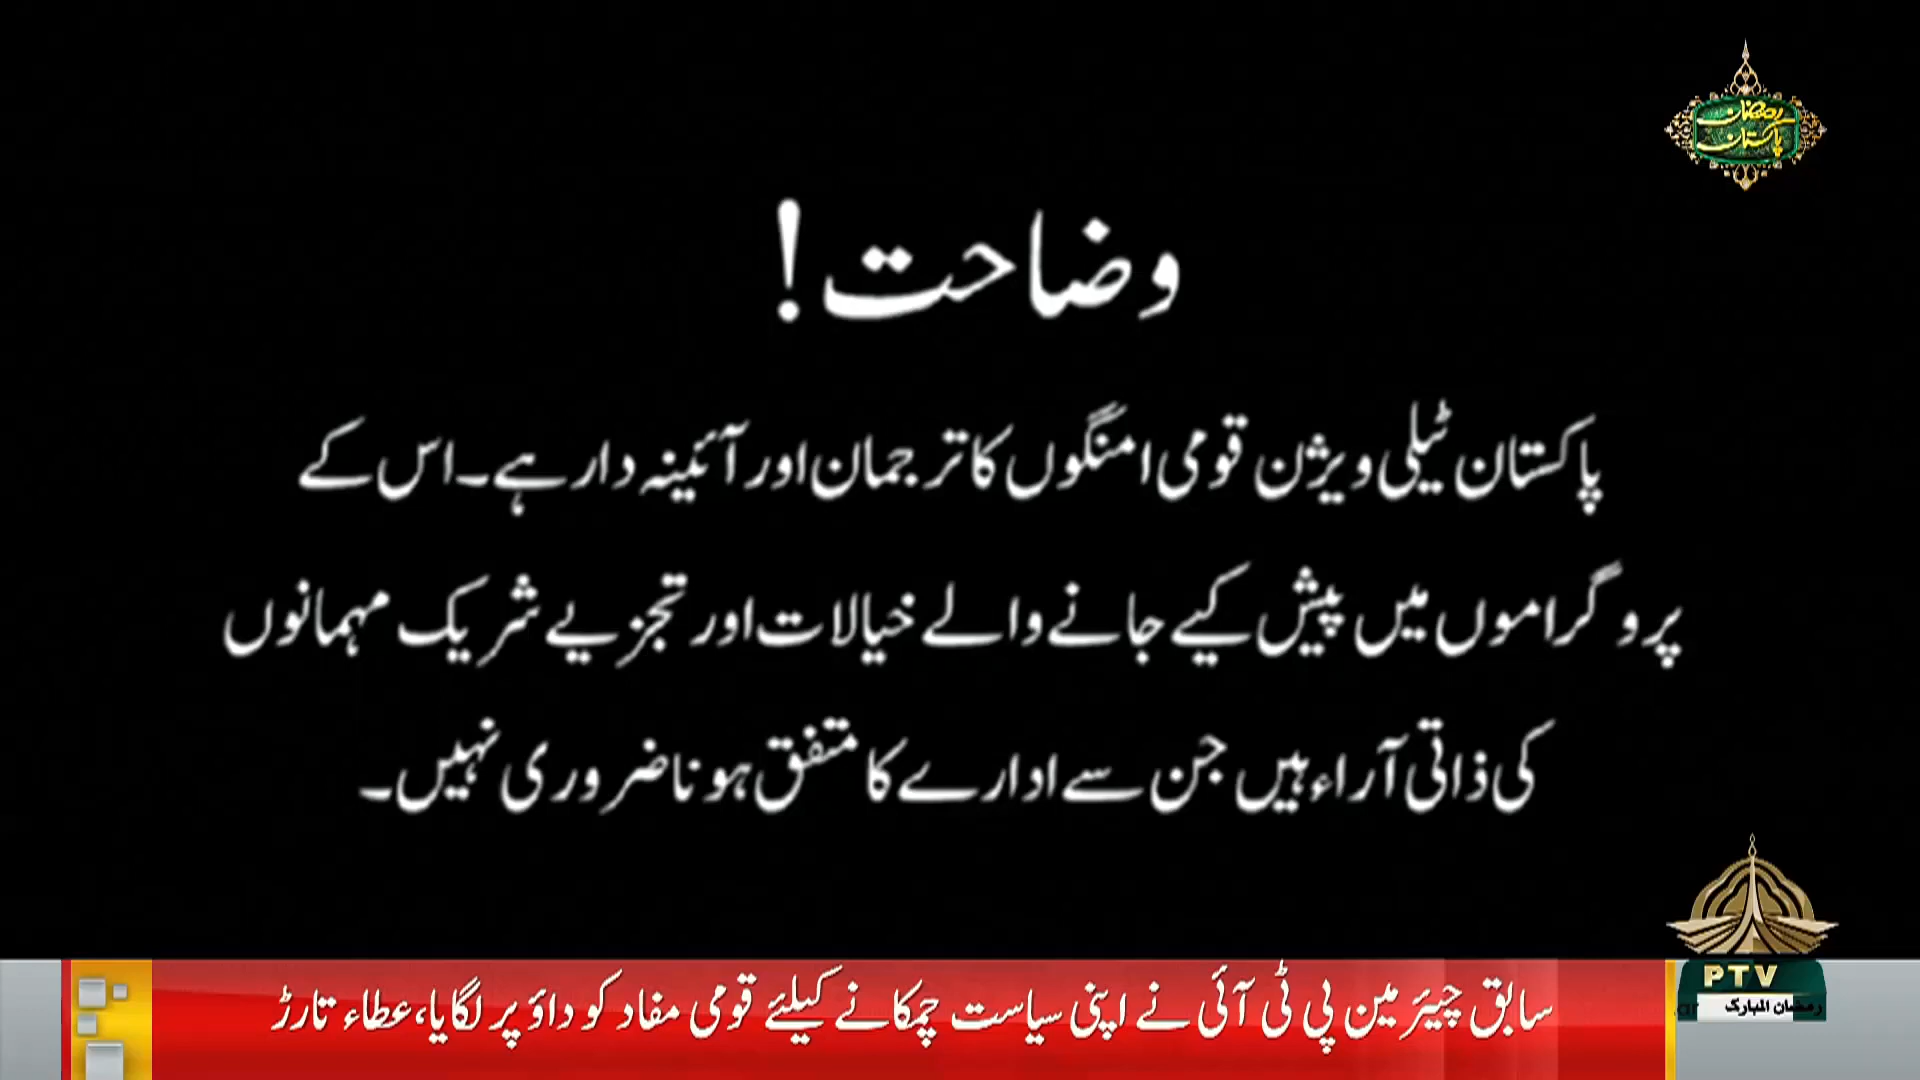 رمضان
پاکستان
وضاحت!
پاکستان ٹیلی ویژن قومی امنگوں کا ترجمان اور آئینہ دار ہے۔ اس کے
پروگراموں میں پیش کیے جانے والے خیالات اور تجزیے شریک مہمانوں
کی ذاتی آراء ہیں جن سے ادارے کا متفق ہونا ضروری نہیں۔
PTV
رمضان المبارک
سابق چیئرمین پی ٹی آئی نے اپنی سیاست چمکانے کیلئے قومی مفاد کو داؤ پر لگایا، عطاء تارڑ